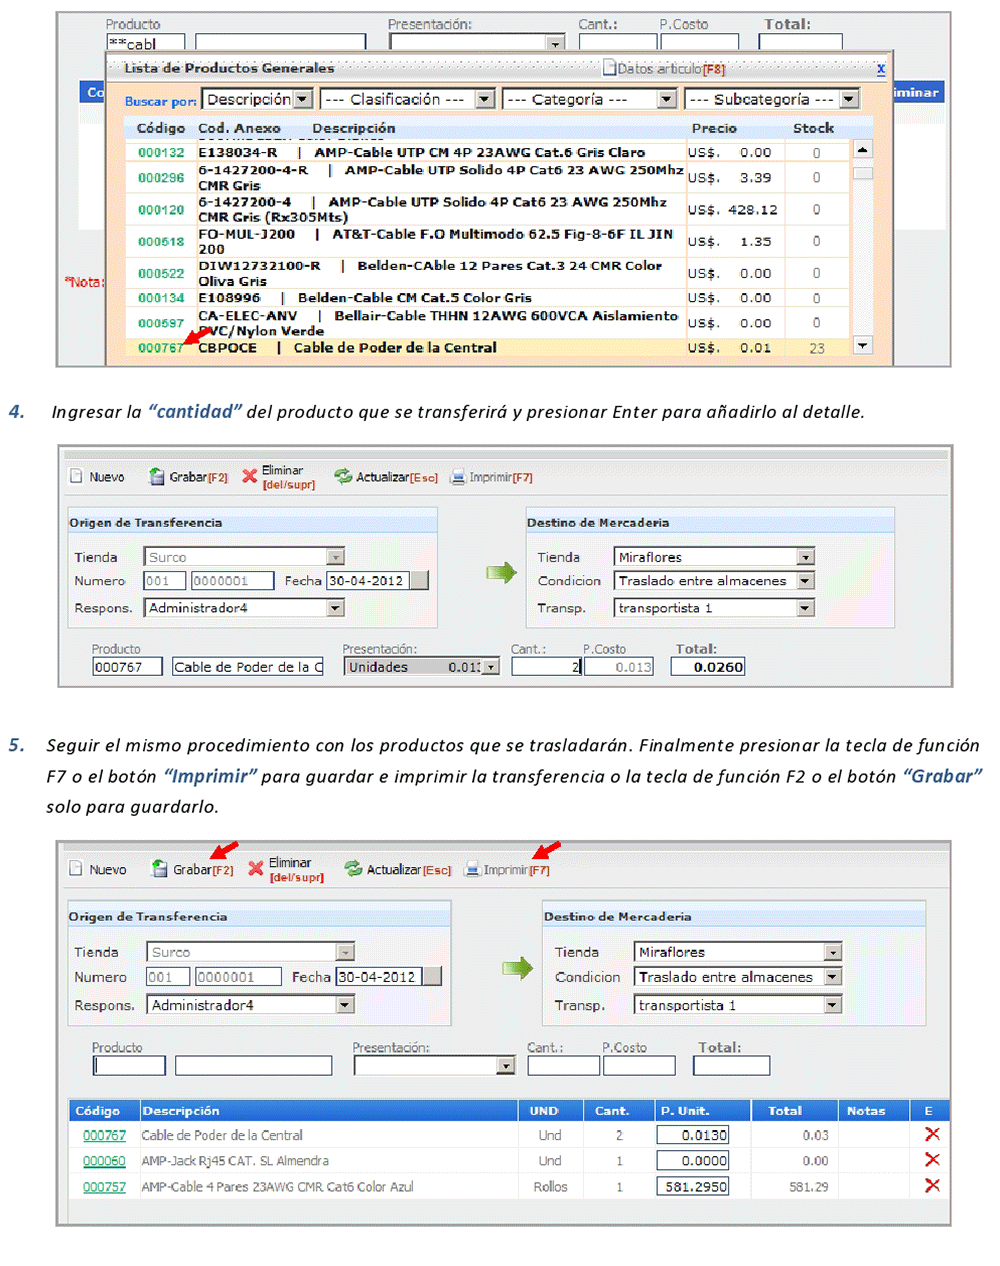 Producto Presentación: Cant.: P.Costo Total:
**cabl
Lista de Productos Generales Datos articulo[F8] x
Co iminar
Buscar por: Descripción --- Clasificación --- --- Categoría --- --- Subcategoría ---
Código Cod. Anexo Descripción Precio Stock
000132 E138034-R | AMP-Cable UTP CM 4P 23AWG Cat.6 Gris Claro US$. 0.00 0
000296 6-1427200-4-R | AMP-Cable UTP Solido 4P Cat6 23 AWG 250Mhz US$. 3.39 0
CMR Gris
000120 6-1427200-4 | AMP-Cable UTP Solido 4P Cat6 23 AWG 250Mhz US$. 428.12 0
CMR Gris (Rx305Mts)
000518 FO-MUL-J200 | AT&T-Cable F.O Multimodo 62.5 Fig-8-6F IL JIN US$. 1.35 0
200
000522 DIW12732100-R | Belden-CAble 12 Pares Cat.3 24 CMR Color US$. 0.00 0
Oliva Gris
*Nota:
000134 E108996 | Belden-Cable CM Cat.5 Color Gris US$. 0.00 0
000597 CA-ELEC-ANV | Bellair-Cable THHN 12AWG 600VCA Aislamiento US$. 0.00 0
PVC/Nylon Verde
000767 CBPOCE | Cable de Poder de la Central US$. 0.01 23
4. Ingresar la “cantidad” del producto que se transferirá y presionar Enter para añadirlo al detalle.
Nuevo Grabar[F2] Eliminar [del/supr] Actualizar[Esc] Imprimir[F7]
Origen de Transferencia Destino de Mercaderia
Tienda Surco Tienda Miraflores
Numero 001 0000001 Fecha 30-04-2012 Condicion Traslado entre almacenes
Respons. Administrador4 Transp. transportista 1
Producto Presentación: Cant.: P.Costo Total:
000767 Cable de Poder de la C Unidades 0.013 2 0.013 0.0260
5. Seguir el mismo procedimiento con los productos que se trasladarán. Finalmente presionar la tecla de función
F7 o el botón “Imprimir” para guardar e imprimir la transferencia o la tecla de función F2 o el botón “Grabar”
solo para guardarlo.
Nuevo Grabar[F2] Eliminar [del/supr] Actualizar[Esc] Imprimir[F7]
Origen de Transferencia Destino de Mercaderia
Tienda Surco Tienda Miraflores
Numero 001 0000001 Fecha 30-04-2012 Condicion Traslado entre almacenes
Respons. Administrador4 Transp. transportista 1
Producto Presentación: Cant.: P.Costo Total:
Código Descripción UND Cant. P. Unit. Total Notas E
000767 Cable de Poder de la Central Und 2 0.0130 0.03
000060 AMP-Jack Rj45 CAT. SL Almendra Und 1 0.0000 0.00
000757 AMP-Cable 4 Pares 23AWG CMR Cat6 Color Azul Rollos 1 581.2950 581.29